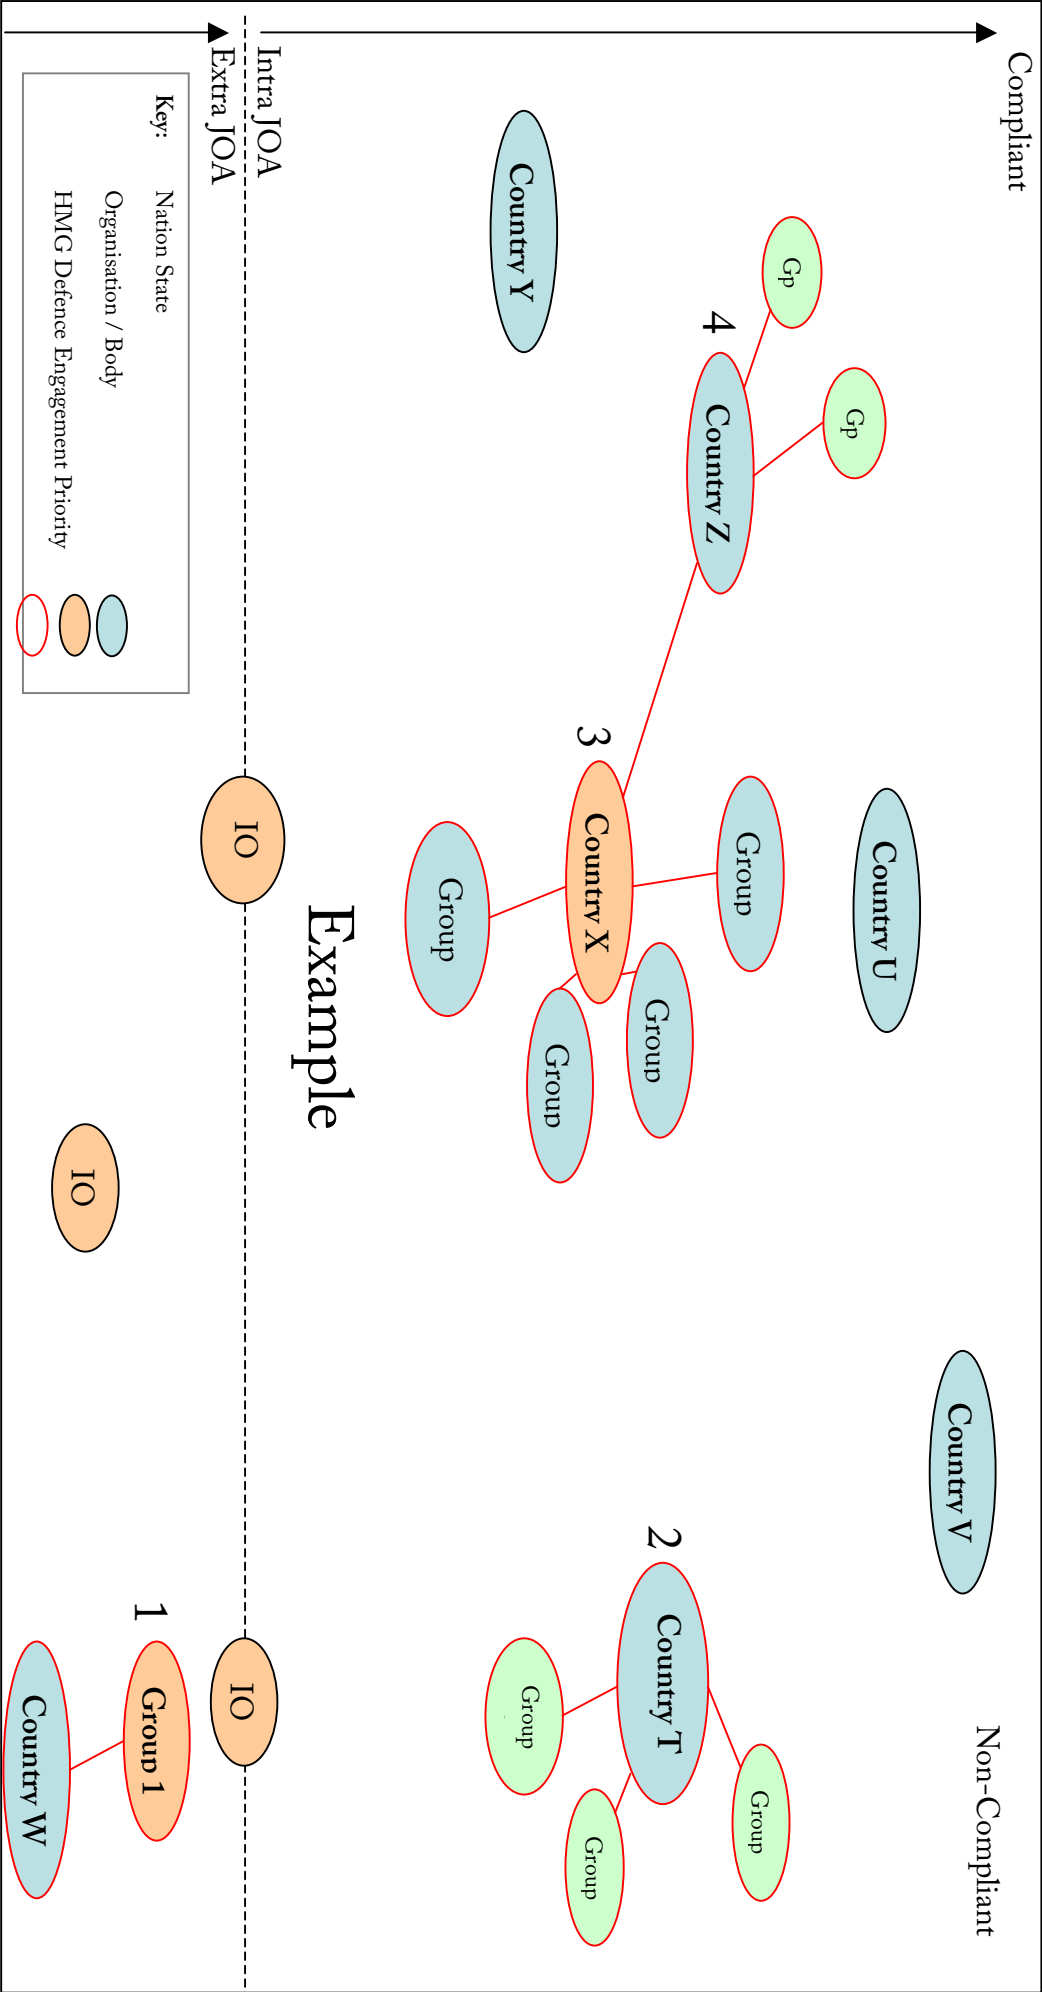 Compliant
Non-Compliant
Country V
Country U
Gp
Gp
4
Country Z
Group
Group
Country X
3
Group
Group
2
Country T
Group
Group
Group
Country Y
Example
Intra JOA
Extra JOA
IO
IO
IO
1
Group 1
Country W
Key:
Nation State
Organisation / Body
HMG Defence Engagement Priority